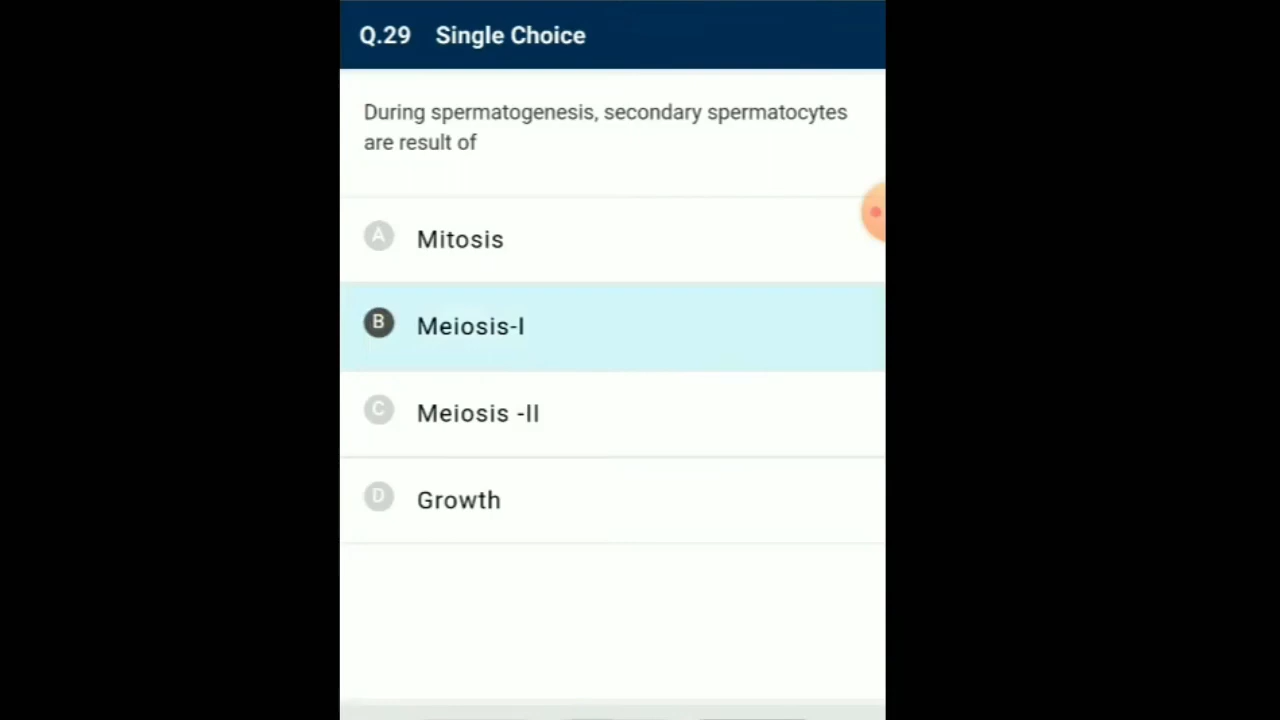 Q.29 Single Choice
During spermatogenesis, secondary spermatocytes
are result of
A Mitosis
B Meiosis-I
C Meiosis -II
D Growth